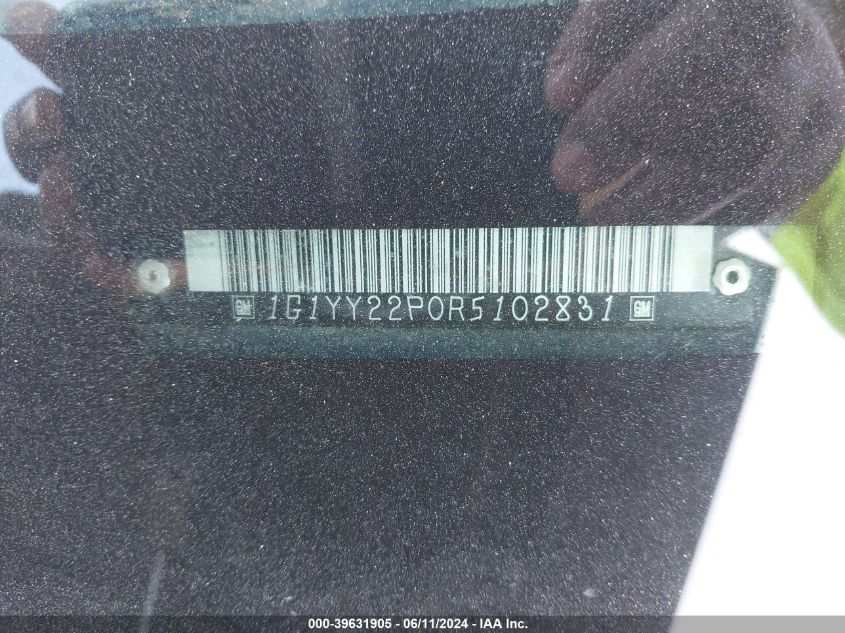 GM 1G1YY22P0R5102831 GM
000-39631905 - 06/11/2024 - IAA Inc.